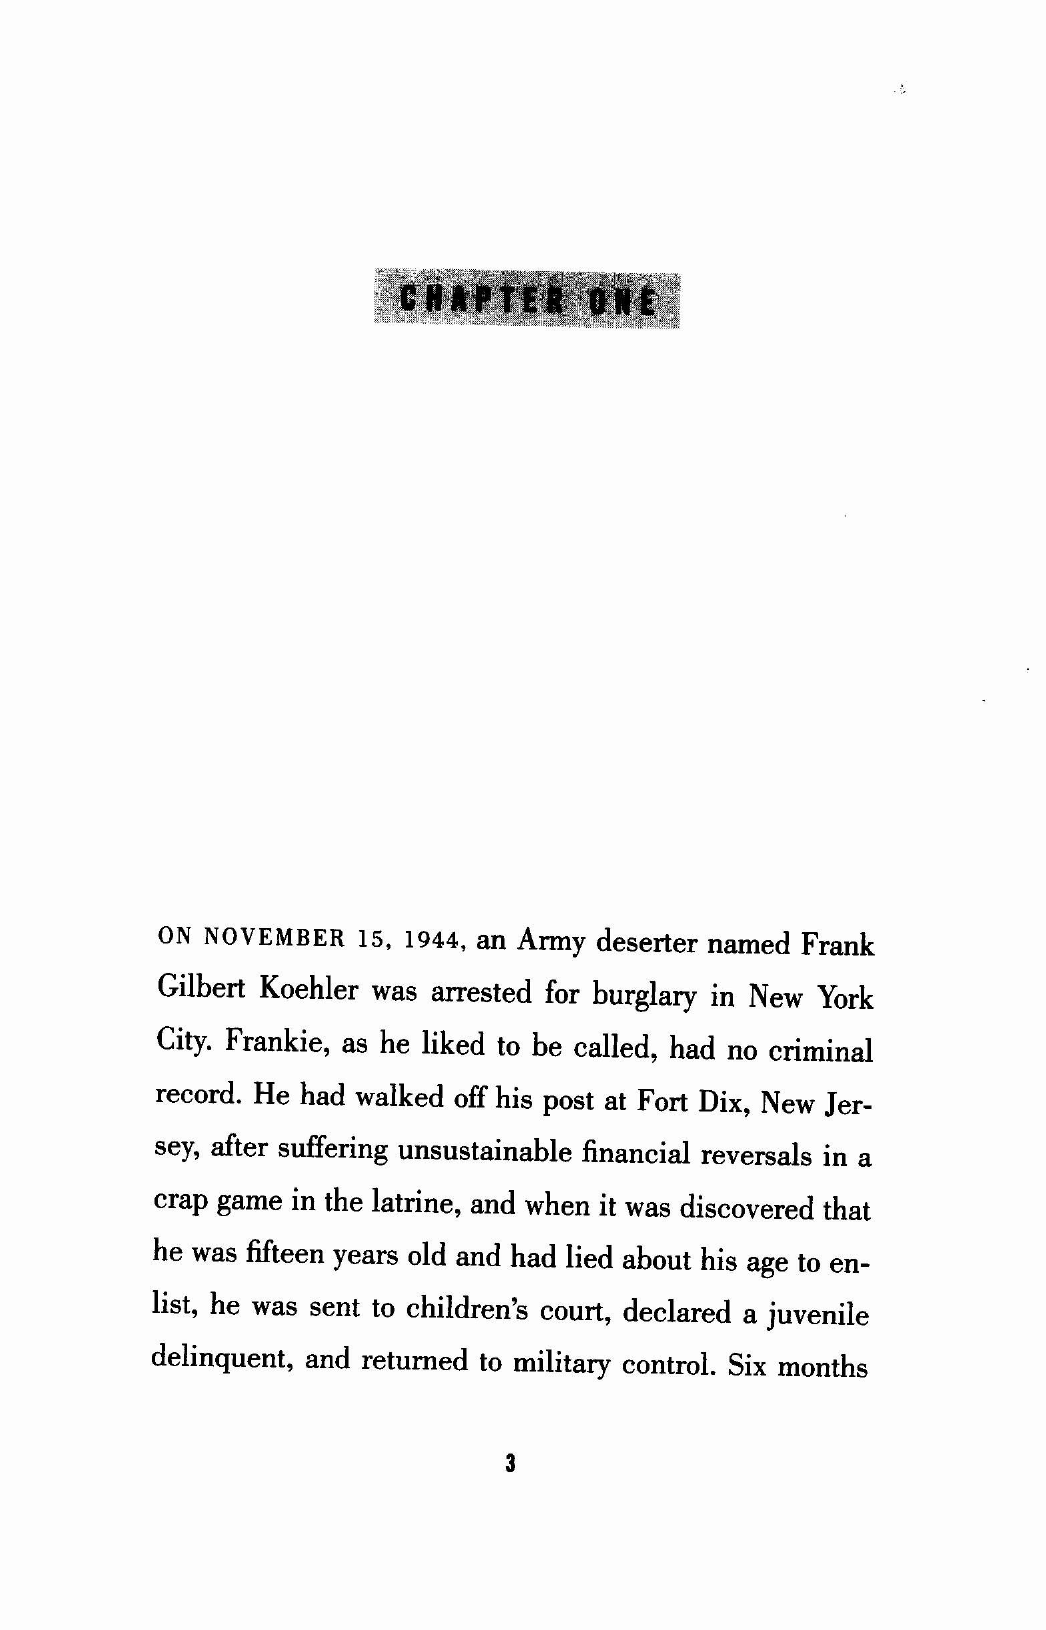 CHAPTER ONE
ON NOVEMBER 15, 1944, an Army deserter named Frank
Gilbert Koehler was arrested for burglary in New York
City. Frankie, as he liked to be called, had no criminal
record. He had walked off his post at Fort Dix, New Jer-
sey, after suffering unsustainable financial reversals in a
crap game in the latrine, and when it was discovered that
he was fifteen years old and had lied about his age to en-
list, he was sent to children's court, declared a juvenile
delinquent, and returned to military control. Six months
3